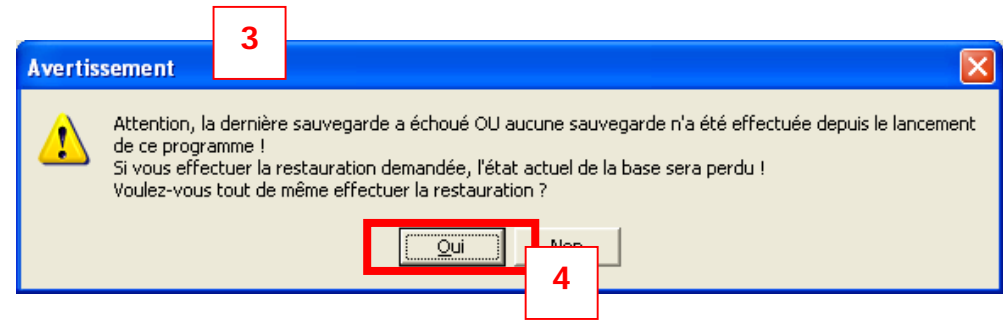 3
Avertissement
Attention, la dernière sauvegarde a échoué OU aucune sauvegarde n'a été effectuée depuis le lancement
de ce programme !
Si vous effectuer la restauration demandée, l'état actuel de la base sera perdu !
Voulez-vous tout de même effectuer la restauration ?
Oui Non
4